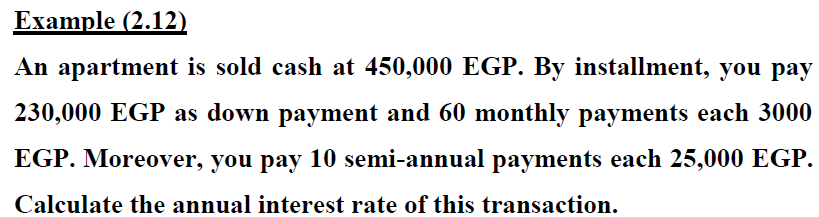 Example (2.12)
An apartment is sold cash at 450,000 EGP. By installment, you pay
230,000 EGP as down payment and 60 monthly payments each 3000
EGP. Moreover, you pay 10 semi-annual payments each 25,000 EGP.
Calculate the annual interest rate of this transaction.